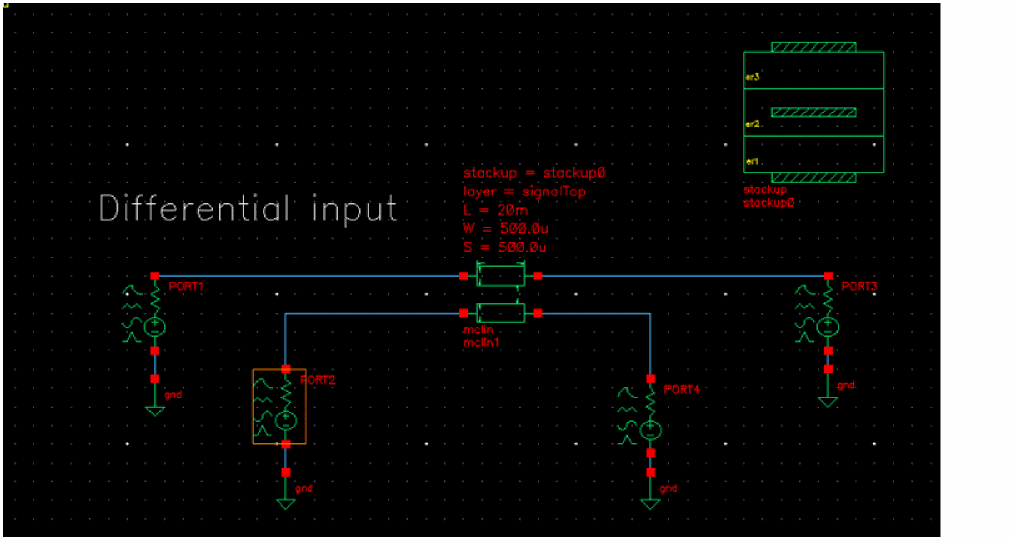 er3
er2
er1
stackup
stackup0
stackup = stackup0
layer = signalTop
L = 20m
W = 500.0u
S = 500.0u
Differential input
PORT1
PORT3
mclin
mclin1
PORT2
PORT4
gnd
gnd
gnd
gnd